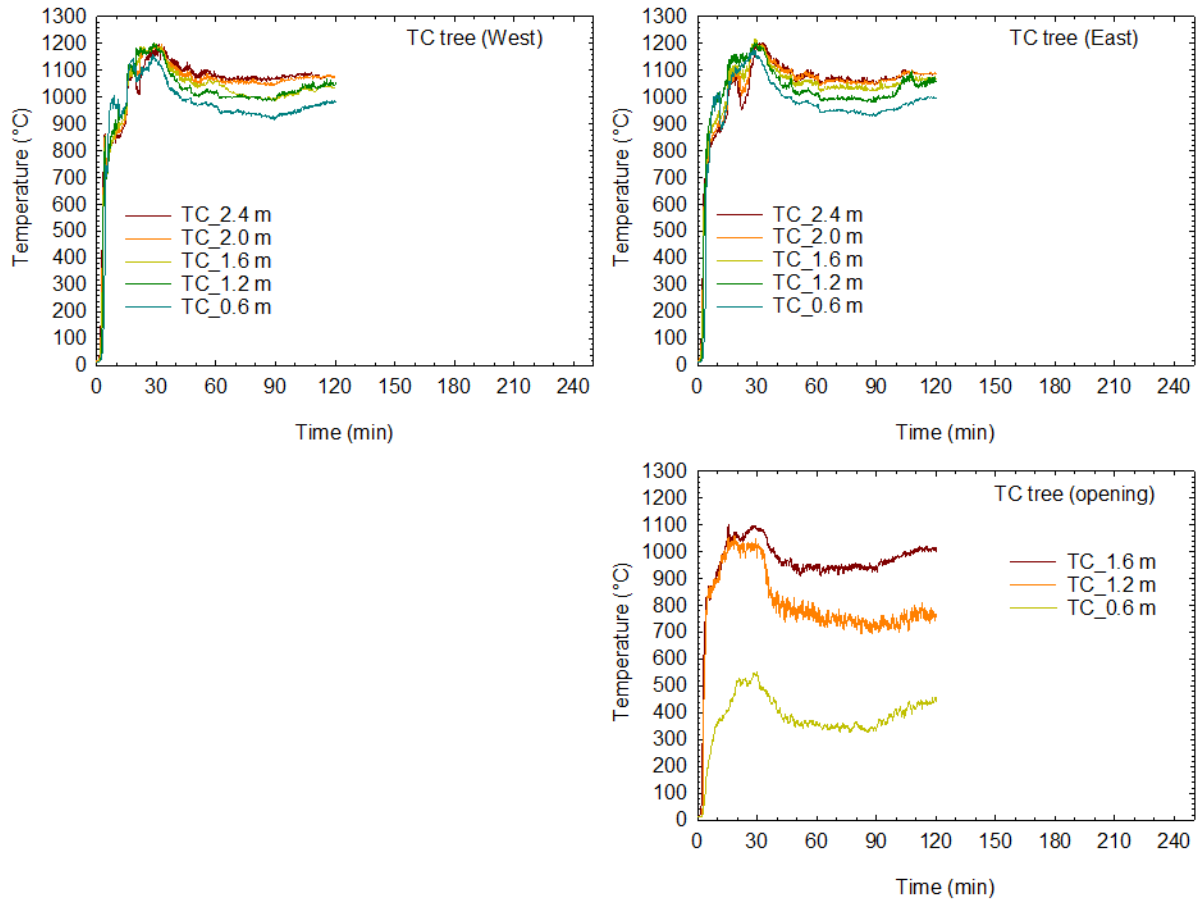 TC tree (West)
Temperature (°C)
1300
1200
1100
1000
900
800
700
600
500
400
300
200
100
0
TC_2.4 m
TC_2.0 m
TC_1.6 m
TC_1.2 m
TC_0.6 m
0 30 60 90 120 150 180 210 240
Time (min)
TC tree (East)
Temperature (°C)
1300
1200
1100
1000
900
800
700
600
500
400
300
200
100
0
TC_2.4 m
TC_2.0 m
TC_1.6 m
TC_1.2 m
TC_0.6 m
0 30 60 90 120 150 180 210 240
Time (min)
TC tree (opening)
Temperature (°C)
1300
1200
1100
1000
900
800
700
600
500
400
300
200
100
0
TC_1.6 m
TC_1.2 m
TC_0.6 m
0 30 60 90 120 150 180 210 240
Time (min)